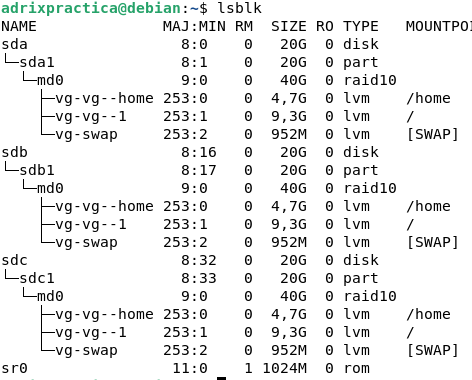 adrixpractica@debian:~$ lsblk
NAME MAJ:MIN RM SIZE RO TYPE MOUNTPOI
sda 8:0 0 20G 0 disk
└─sda1 8:1 0 20G 0 part
└─md0 9:0 0 40G 0 raid10
├─vg-vg--home 253:0 0 4,7G 0 lvm /home
├─vg-vg--1 253:1 0 9,3G 0 lvm /
└─vg-swap 253:2 0 952M 0 lvm [SWAP]
sdb 8:16 0 20G 0 disk
└─sdb1 8:17 0 20G 0 part
└─md0 9:0 0 40G 0 raid10
├─vg-vg--home 253:0 0 4,7G 0 lvm /home
├─vg-vg--1 253:1 0 9,3G 0 lvm /
└─vg-swap 253:2 0 952M 0 lvm [SWAP]
sdc 8:32 0 20G 0 disk
└─sdc1 8:33 0 20G 0 part
└─md0 9:0 0 40G 0 raid10
├─vg-vg--home 253:0 0 4,7G 0 lvm /home
├─vg-vg--1 253:1 0 9,3G 0 lvm /
└─vg-swap 253:2 0 952M 0 lvm [SWAP]
sr0 11:0 1 1024M 0 rom